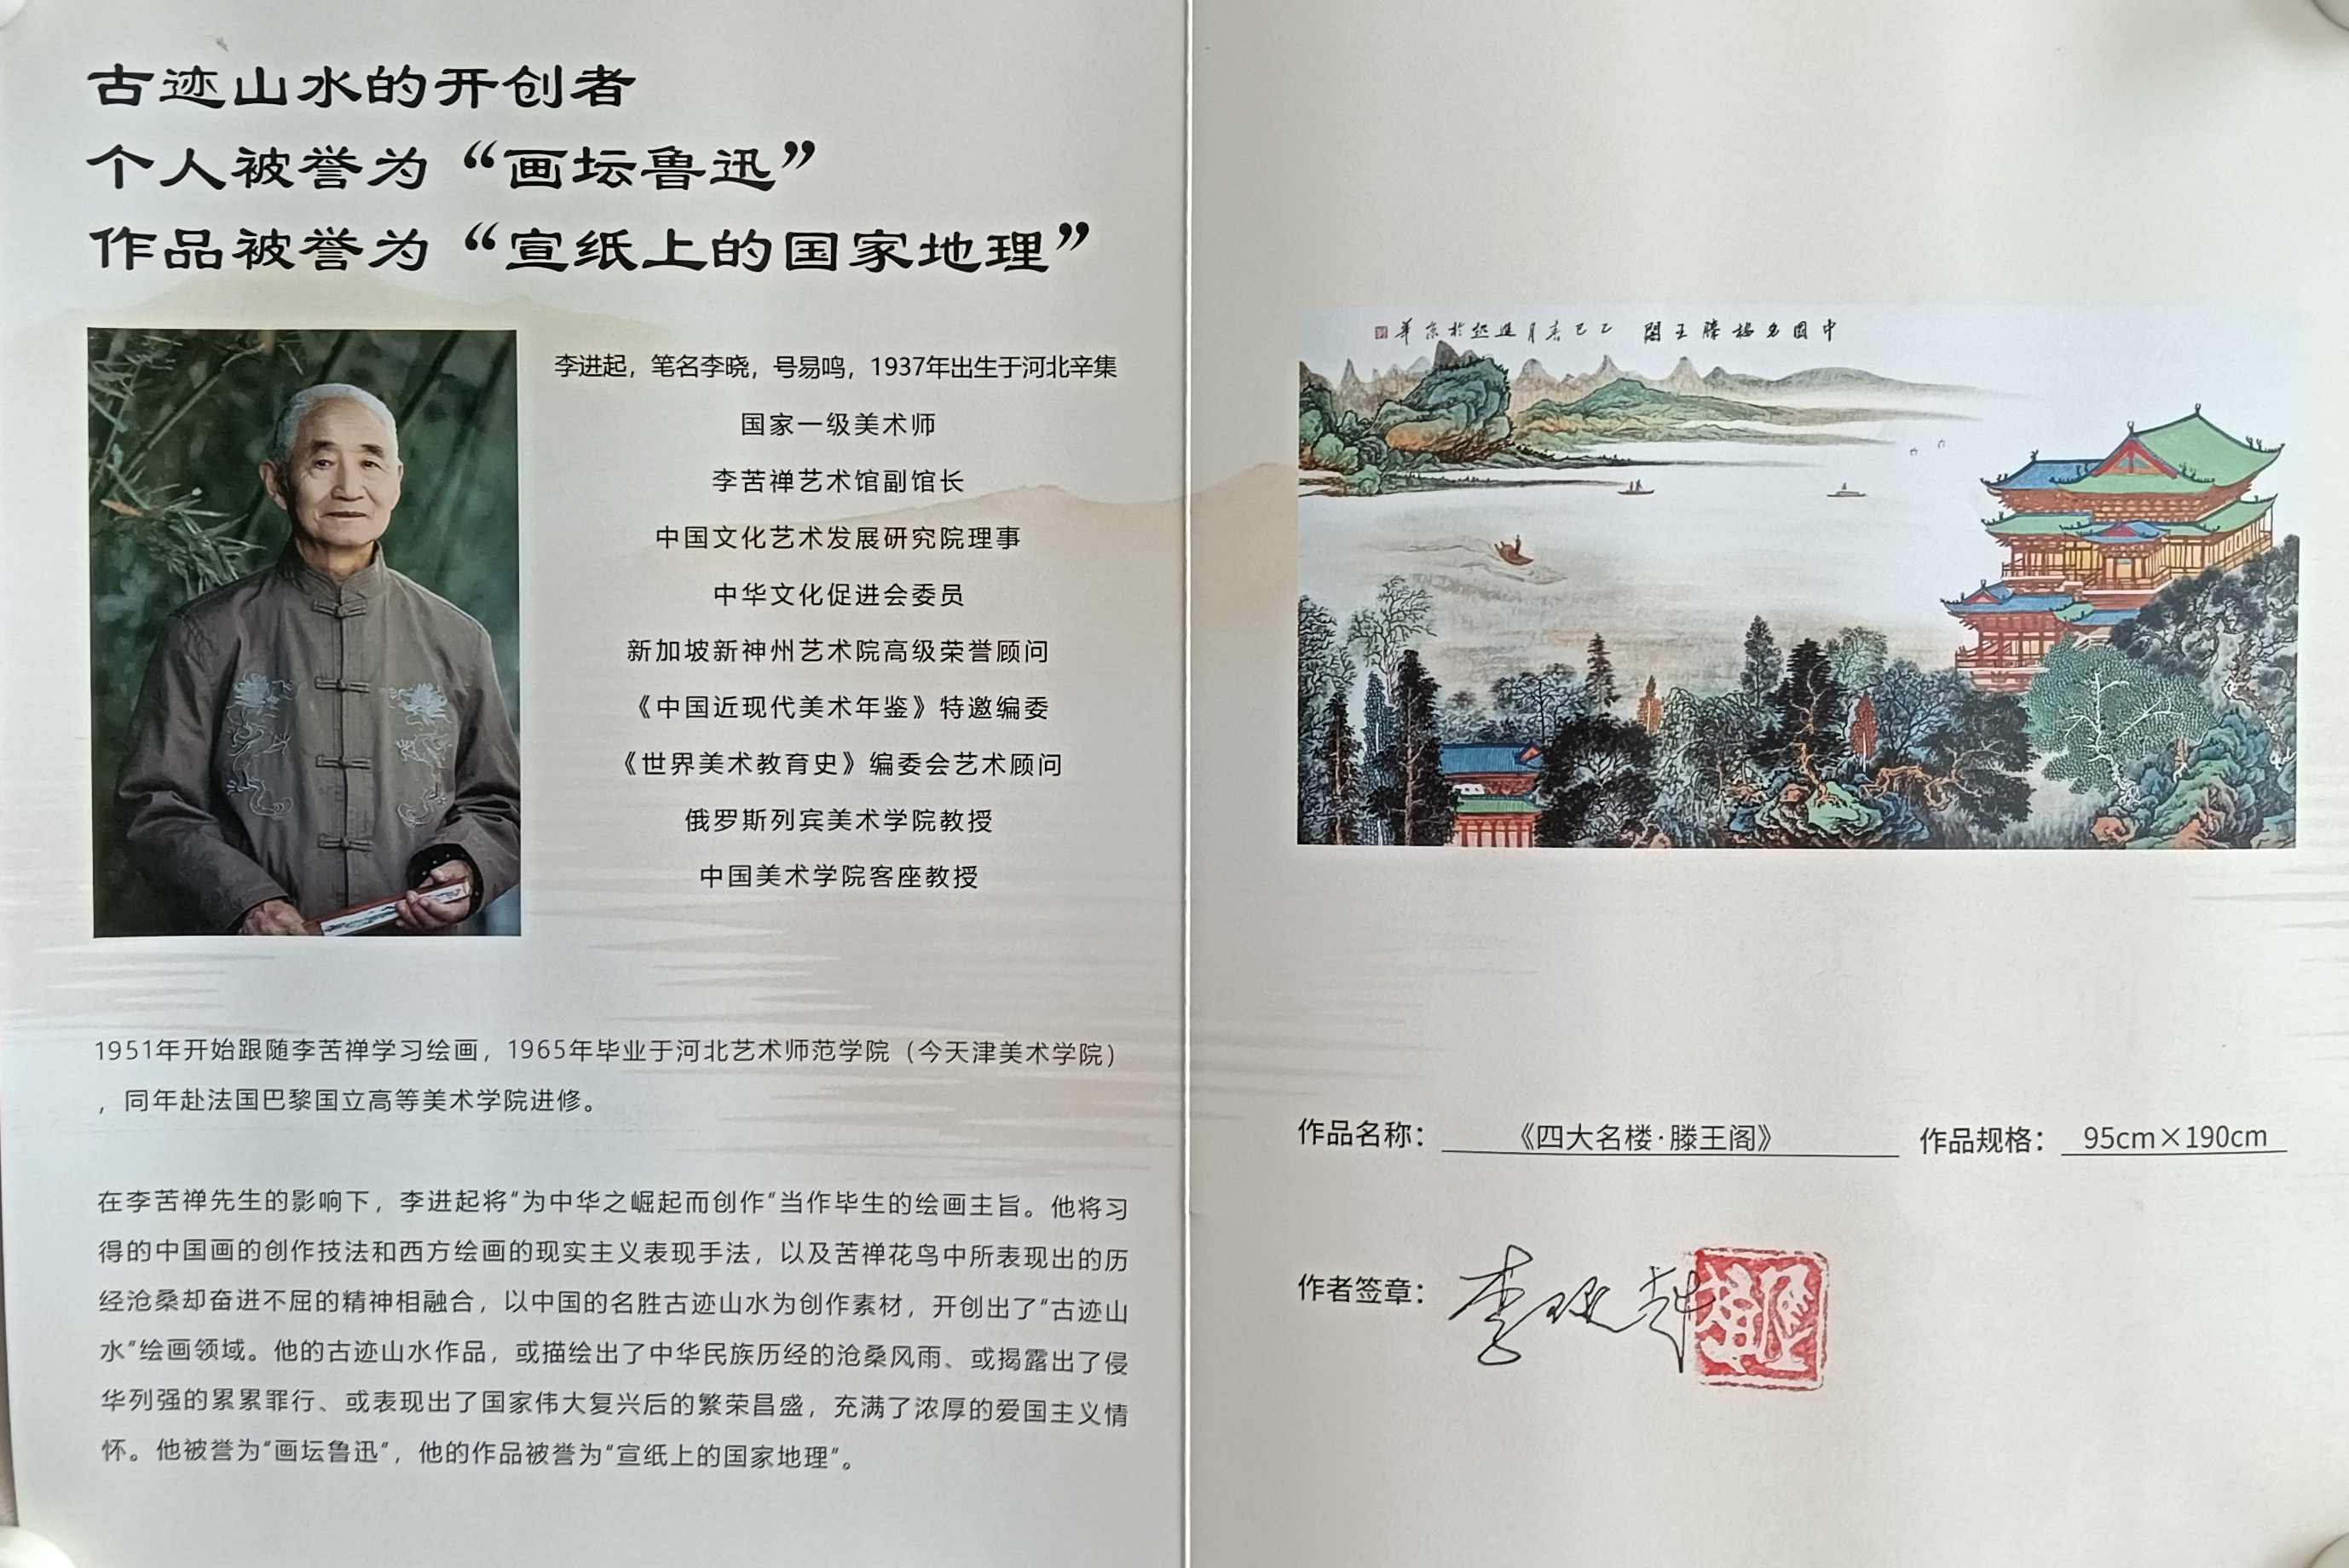 古迹山水的开创者
个人被誉为“画坛鲁迅”
作品被誉为“宣纸上的国家地理”
李进起，笔名李晓，号易鸣，1937年出生于河北辛集
国家一级美术师
李苦禅艺术馆副馆长
中国文化艺术发展研究院理事
中华文化促进会委员
新加坡新神州艺术院高级荣誉顾问
《中国近现代美术年鉴》特邀编委
《世界美术教育史》编委会艺术顾问
俄罗斯列宾美术学院教授
中国美术学院客座教授
1951年开始跟随李苦禅学习绘画，1965年毕业于河北艺术师范学院（今天津美术学院）
，同年赴法国巴黎国立高等美术学院进修。
在李苦禅先生的影响下，李进起将“为中华之崛起而创作”当作毕生的绘画主旨。他将习
得的中国画的创作技法和西方绘画的现实主义表现手法，以及苦禅花鸟中所表现出的历
经沧桑却奋进不屈的精神相融合，以中国的名胜古迹山水为创作素材，开创出了“古迹山
水”绘画领域。他的古迹山水作品，或描绘出了中华民族历经的沧桑风雨、或揭露出了侵
华列强的累累罪行、或表现出了国家伟大复兴后的繁荣昌盛，充满了浓厚的爱国主义情
怀。他被誉为“画坛鲁迅”，他的作品被誉为“宣纸上的国家地理”。
中国名楼滕王閣 乙巳春月進起於京華
作品名称： 《四大名楼·滕王阁》 作品规格： 95cm×190cm
作者签章： 李进起